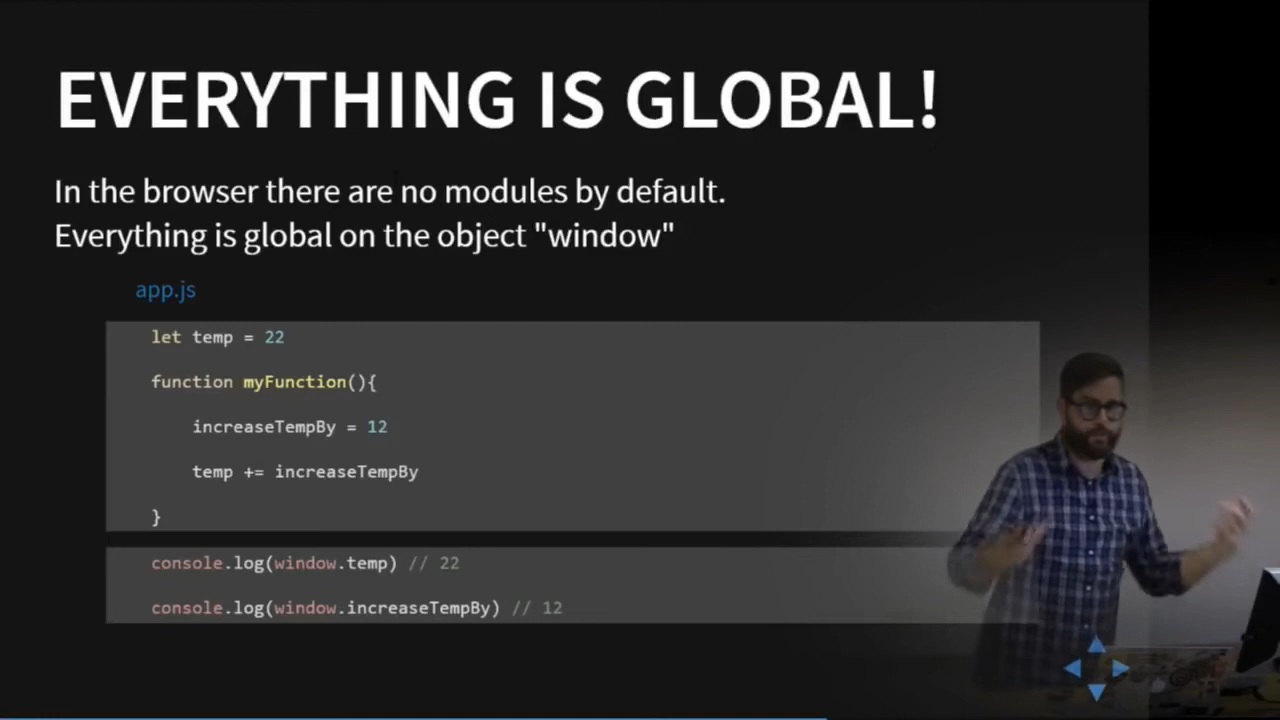 EVERYTHING IS GLOBAL!
In the browser there are no modules by default.
Everything is global on the object "window"
app.js
let temp = 22
function myFunction(){
increaseTempBy = 12
temp += increaseTempBy
}
console.log(window.temp) // 22
console.log(window.increaseTempBy) // 12